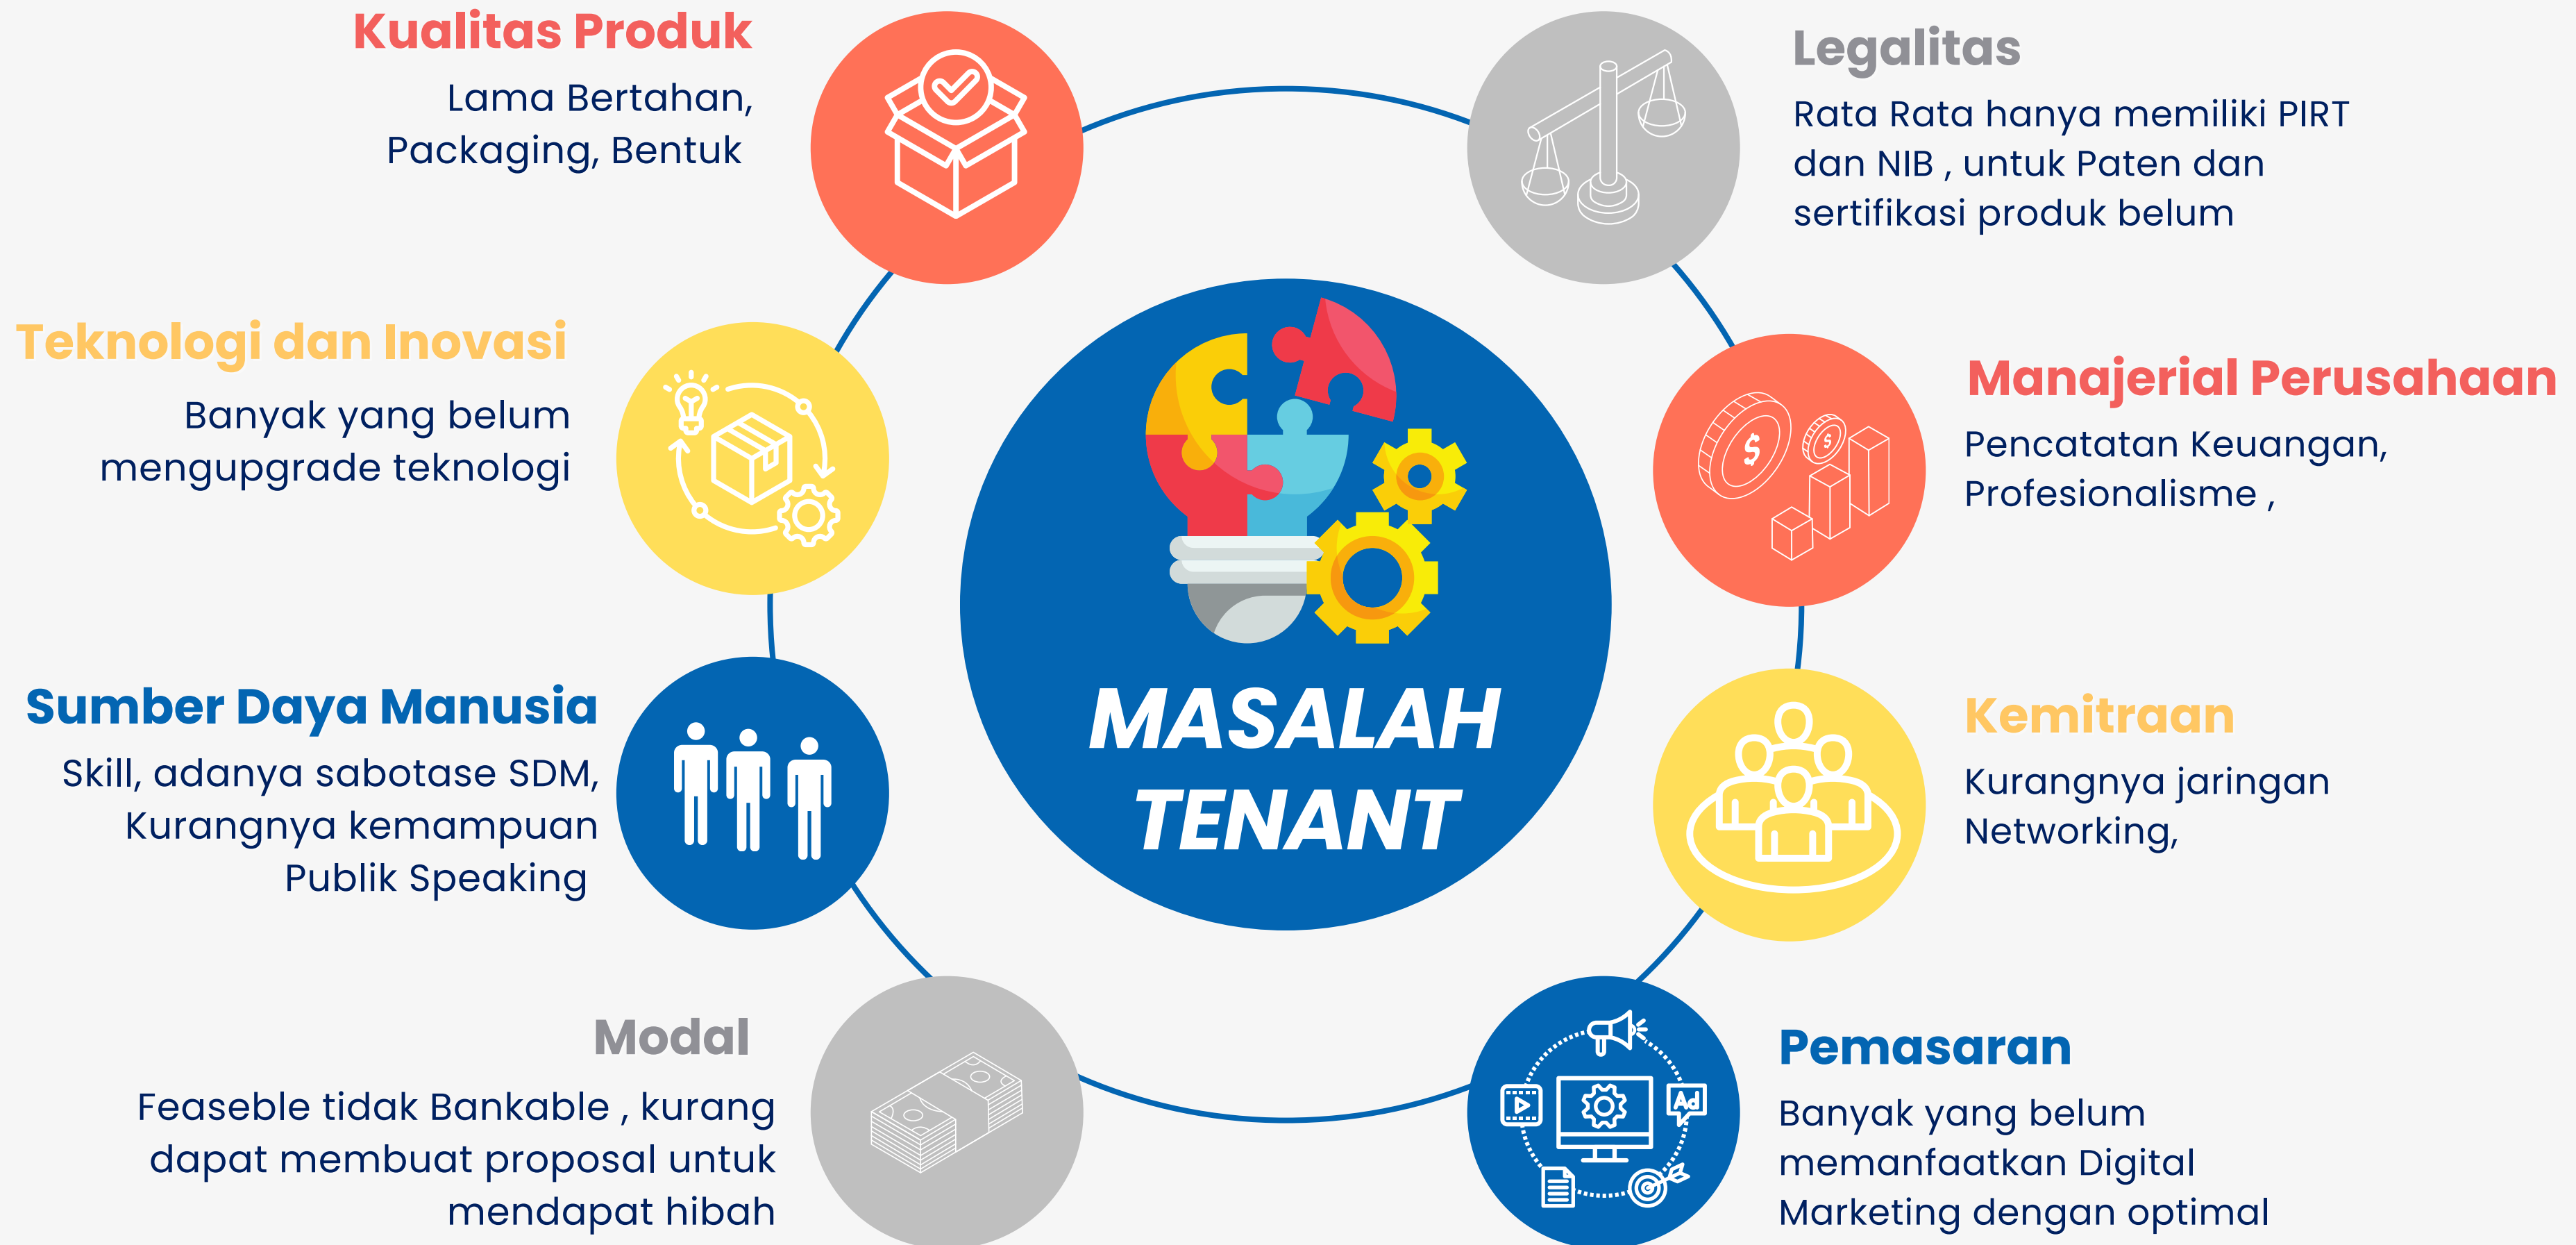 Kualitas Produk
Lama Bertahan,
Packaging, Bentuk
Legalitas
Rata Rata hanya memiliki PIRT
dan NIB , untuk Paten dan
sertifikasi produk belum
Teknologi dan Inovasi
Banyak yang belum
mengupgrade teknologi
Manajerial Perusahaan
Pencatatan Keuangan,
Profesionalisme ,
$
$
MASALAH
TENANT
Sumber Daya Manusia
Skill, adanya sabotase SDM,
Kurangnya kemampuan
Publik Speaking
Kemitraan
Kurangnya jaringan
Networking,
Modal
Feaseble tidak Bankable , kurang
dapat membuat proposal untuk
mendapat hibah
Ad
Pemasaran
Banyak yang belum
memanfaatkan Digital
Marketing dengan optimal